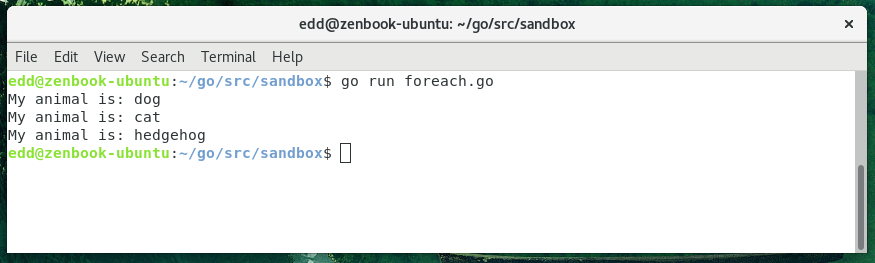 edd@zenbook-ubuntu: ~/go/src/sandbox
×
File Edit View Search Terminal Help
edd@zenbook-ubuntu:~/go/src/sandbox$ go run foreach.go
My animal is: dog
My animal is: cat
My animal is: hedgehog
edd@zenbook-ubuntu:~/go/src/sandbox$